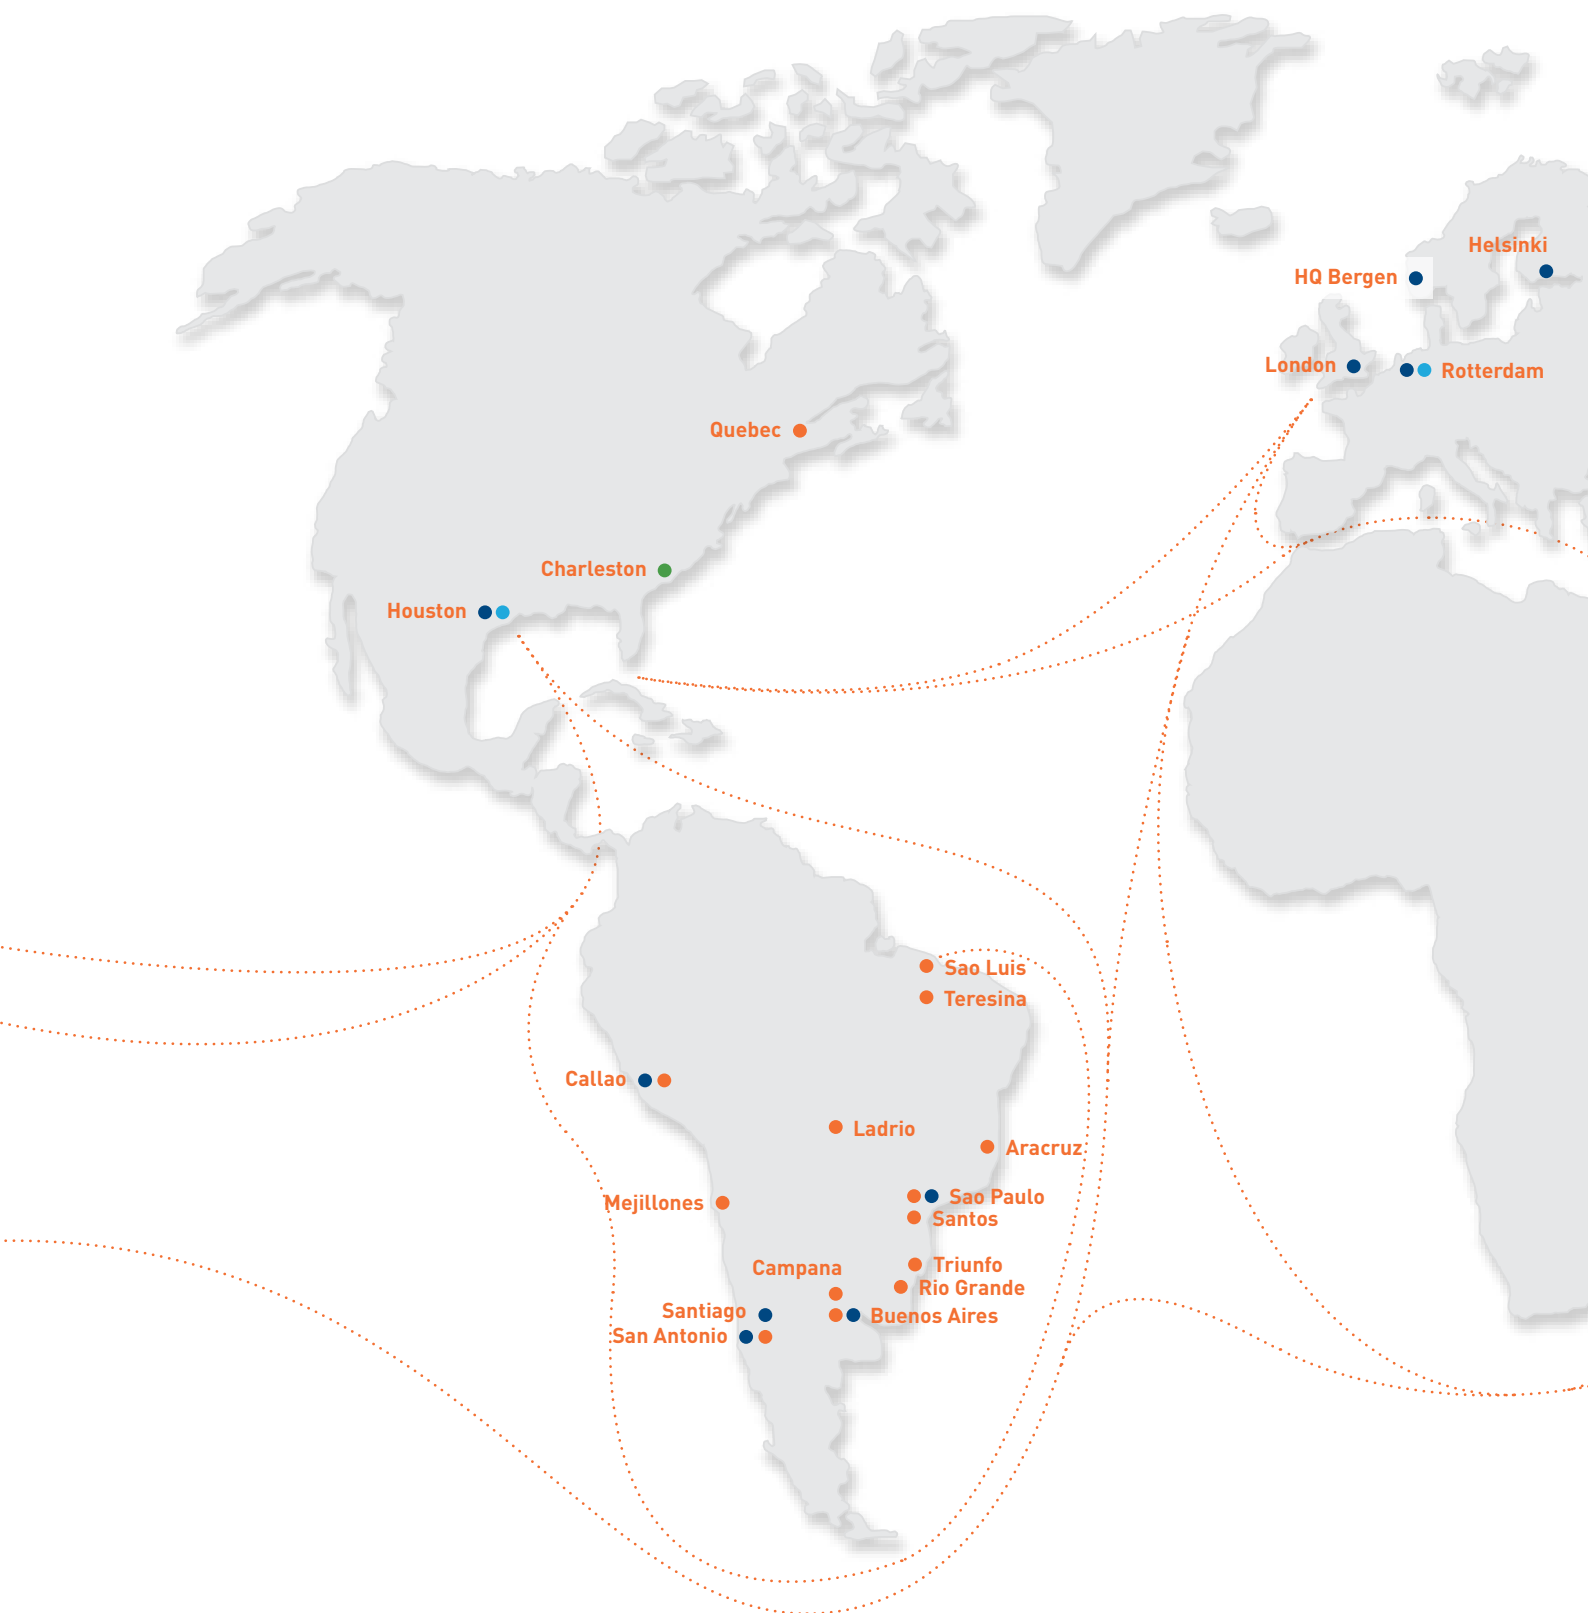 Helsinki
HQ Bergen
London
Rotterdam
Quebec
Charleston
Houston
Sao Luis
Teresina
Callao
Ladrio
Aracruz
Mejillones
Sao Paulo
Santos
Campana
Triunfo
Rio Grande
Santiago
Buenos Aires
San Antonio